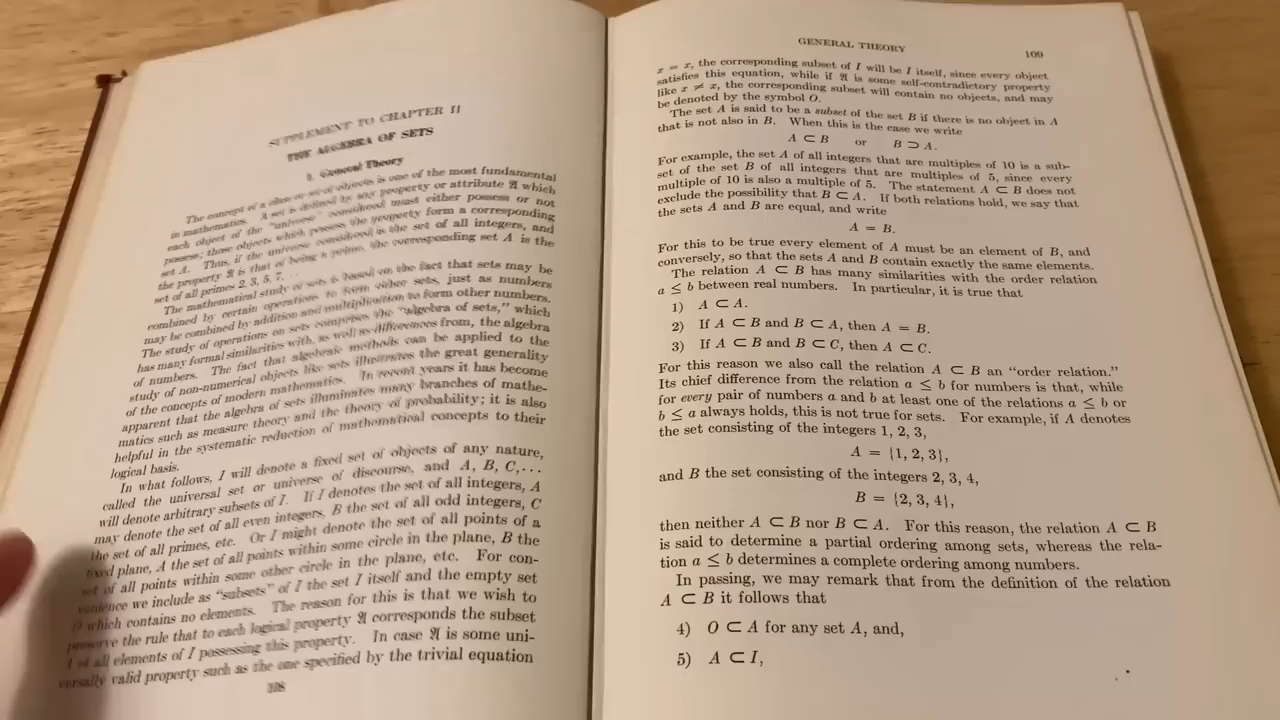 SUPPLEMENT TO CHAPTER II
THE ALGEBRA OF SETS
1. General Theory
The concept of a class or set of objects is one of the most fundamental
in mathematics. A set is defined by any property or attribute 𝔄 which
each object of the "universe" considered must either possess or not
possess; those objects which possess the property form a corresponding
set A. Thus, if the universe considered is the set of all integers, and
the property 𝔄 is that of being a prime, the corresponding set A is the
set of all primes 2, 3, 5, 7, ...
The mathematical study of sets is based on the fact that sets may be
combined by certain operations to form other sets, just as numbers
may be combined by addition and multiplication to form other numbers.
The study of operations on sets comprises the "algebra of sets," which
has many formal similarities with, as well as differences from, the algebra
of numbers. The fact that algebraic methods can be applied to the
study of non-numerical objects like sets illustrates the great generality
of the concepts of modern mathematics. In recent years it has become
apparent that the algebra of sets illuminates many branches of mathe-
matics such as measure theory and the theory of probability; it is also
helpful in the systematic reduction of mathematical concepts to their
logical basis.
In what follows, I will denote a fixed set of objects of any nature,
called the universal set or universe of discourse, and A, B, C, ...
will denote arbitrary subsets of I. If I denotes the set of all integers, A
may denote the set of all even integers, B the set of all odd integers, C
the set of all primes, etc. Or I might denote the set of all points of a
fixed plane, A the set of all points within some circle in the plane, B the
set of all points within some other circle in the plane, etc. For con-
venience we include as "subsets" of I the set I itself and the empty set
O which contains no elements. The reason for this is that we wish to
preserve the rule that to each logical property 𝔄 corresponds the subset
A of all elements of I possessing this property. In case 𝔄 is some uni-
versally valid property such as the one specified by the trivial equation
108
GENERAL THEORY 109
x = x, the corresponding subset of I will be I itself, since every object
satisfies this equation, while if 𝔄 is some self-contradictory property
like x ≠ x, the corresponding subset will contain no objects, and may
be denoted by the symbol O.
The set A is said to be a subset of the set B if there is no object in A
that is not also in B. When this is the case we write
A ⊂ B or B ⊃ A.
For example, the set A of all integers that are multiples of 10 is a sub-
set of the set B of all integers that are multiples of 5, since every
multiple of 10 is also a multiple of 5. The statement A ⊂ B does not
exclude the possibility that B ⊂ A. If both relations hold, we say that
the sets A and B are equal, and write
A = B.
For this to be true every element of A must be an element of B, and
conversely, so that the sets A and B contain exactly the same elements.
The relation A ⊂ B has many similarities with the order relation
a ≤ b between real numbers. In particular, it is true that
1) A ⊂ A.
2) If A ⊂ B and B ⊂ A, then A = B.
3) If A ⊂ B and B ⊂ C, then A ⊂ C.
For this reason we also call the relation A ⊂ B an "order relation."
Its chief difference from the relation a ≤ b for numbers is that, while
for every pair of numbers a and b at least one of the relations a ≤ b or
b ≤ a always holds, this is not true for sets. For example, if A denotes
the set consisting of the integers 1, 2, 3,
A = {1, 2, 3},
and B the set consisting of the integers 2, 3, 4,
B = {2, 3, 4},
then neither A ⊂ B nor B ⊂ A. For this reason, the relation A ⊂ B
is said to determine a partial ordering among sets, whereas the rela-
tion a ≤ b determines a complete ordering among numbers.
In passing, we may remark that from the definition of the relation
A ⊂ B it follows that
4) O ⊂ A for any set A, and,
5) A ⊂ I,